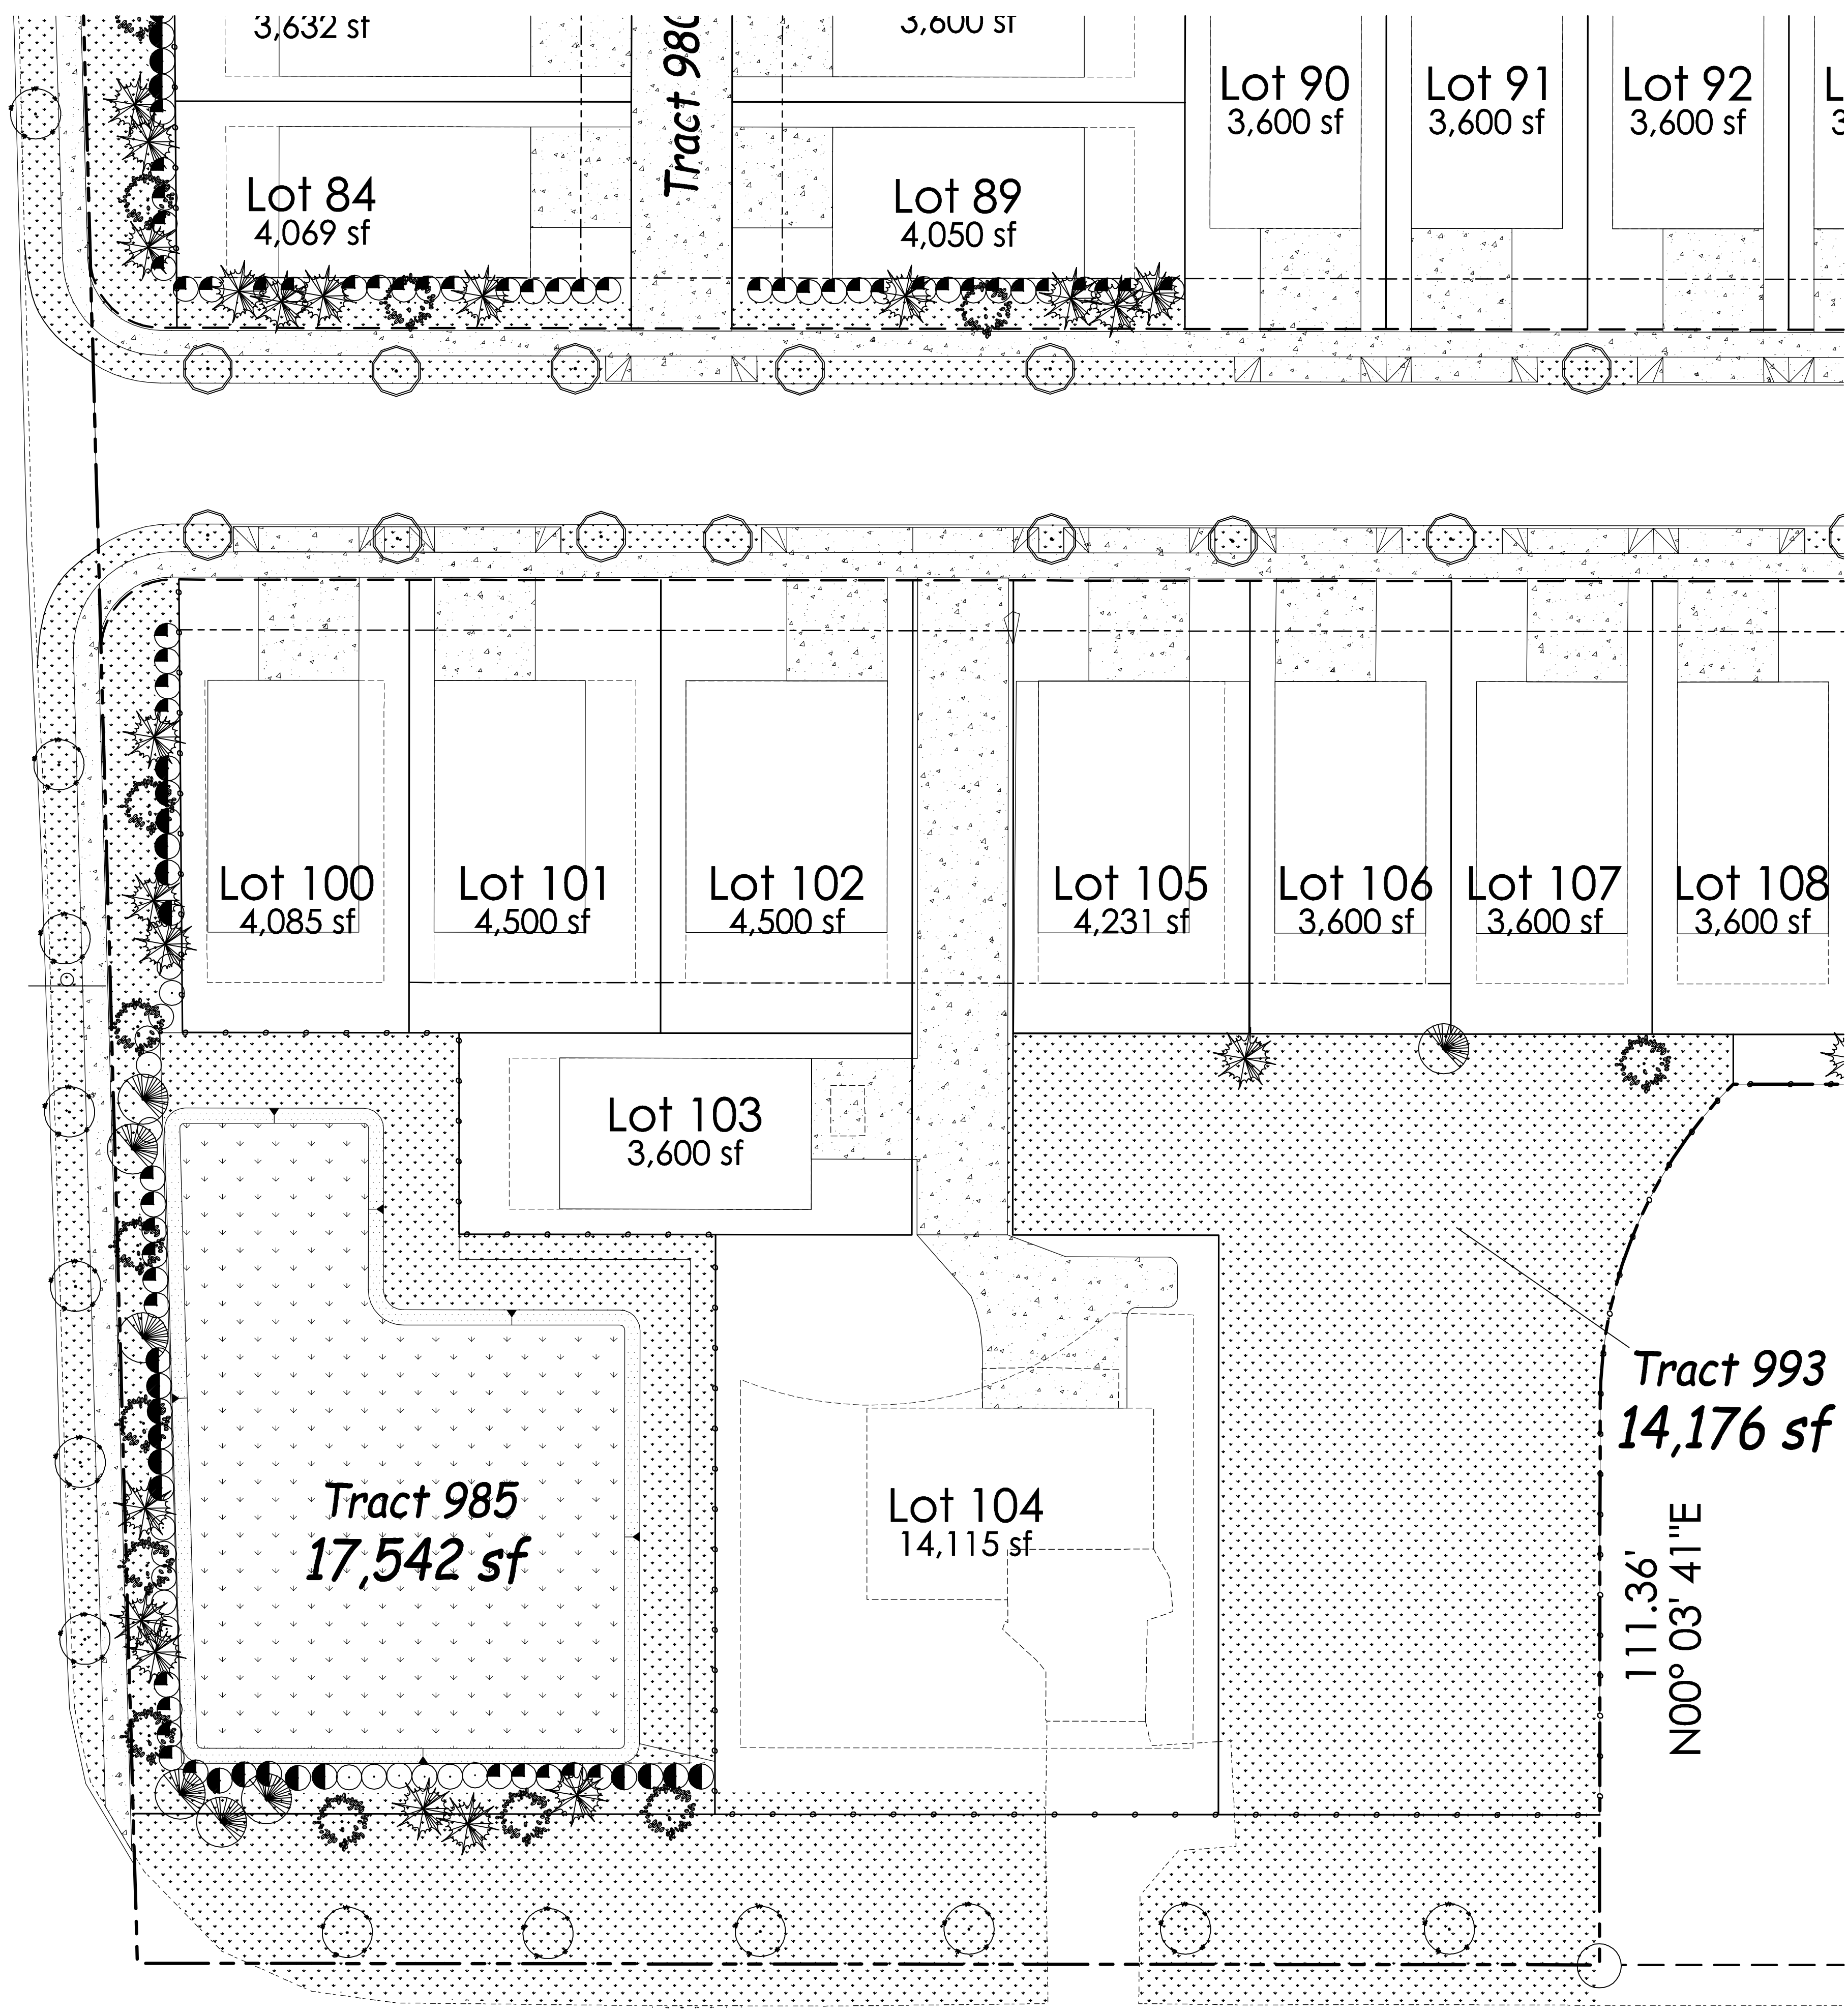 3,632 sf
Tract 980
3,600 sf
Lot 90
3,600 sf
Lot 91
3,600 sf
Lot 92
3,600 sf
L
3
Lot 84
4,069 sf
Lot 89
4,050 sf
Lot 100
4,085 sf
Lot 101
4,500 sf
Lot 102
4,500 sf
Lot 105
4,231 sf
Lot 106
3,600 sf
Lot 107
3,600 sf
Lot 108
3,600 sf
Lot 103
3,600 sf
Tract 993
14,176 sf
Tract 985
17,542 sf
Lot 104
14,115 sf
111.36'
N00° 03' 41"E